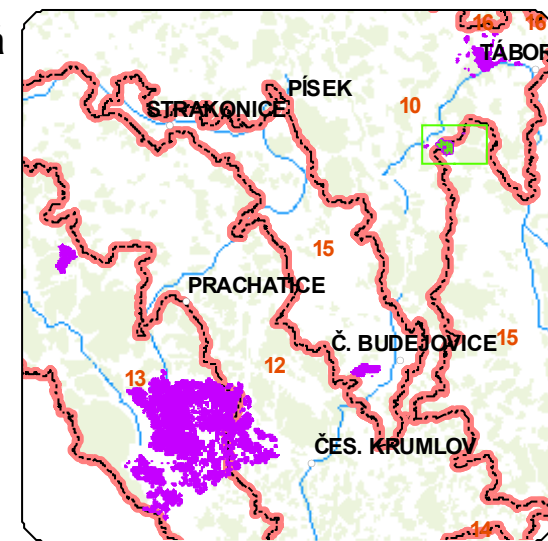 16
16
TÁBOR
PÍSEK
STRAKONICE
10
15
PRACHATICE
Č. BUDĚJOVICE
15
12
13
ČES. KRUMLOV
14